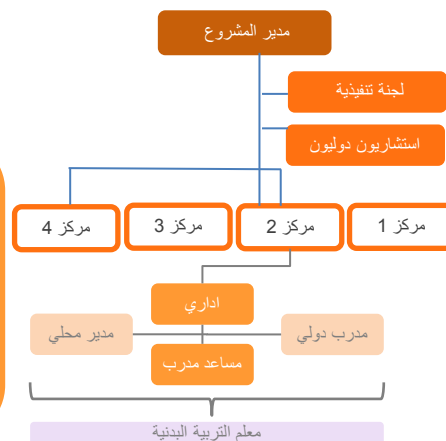 مدير المشروع
لجنة تنفيذية
استشاريون دوليون
مركز 1
مركز 2
مركز 3
مركز 4
اداري
مدرب دولي
مدير محلي
مساعد مدرب
معلم التربية البدنية